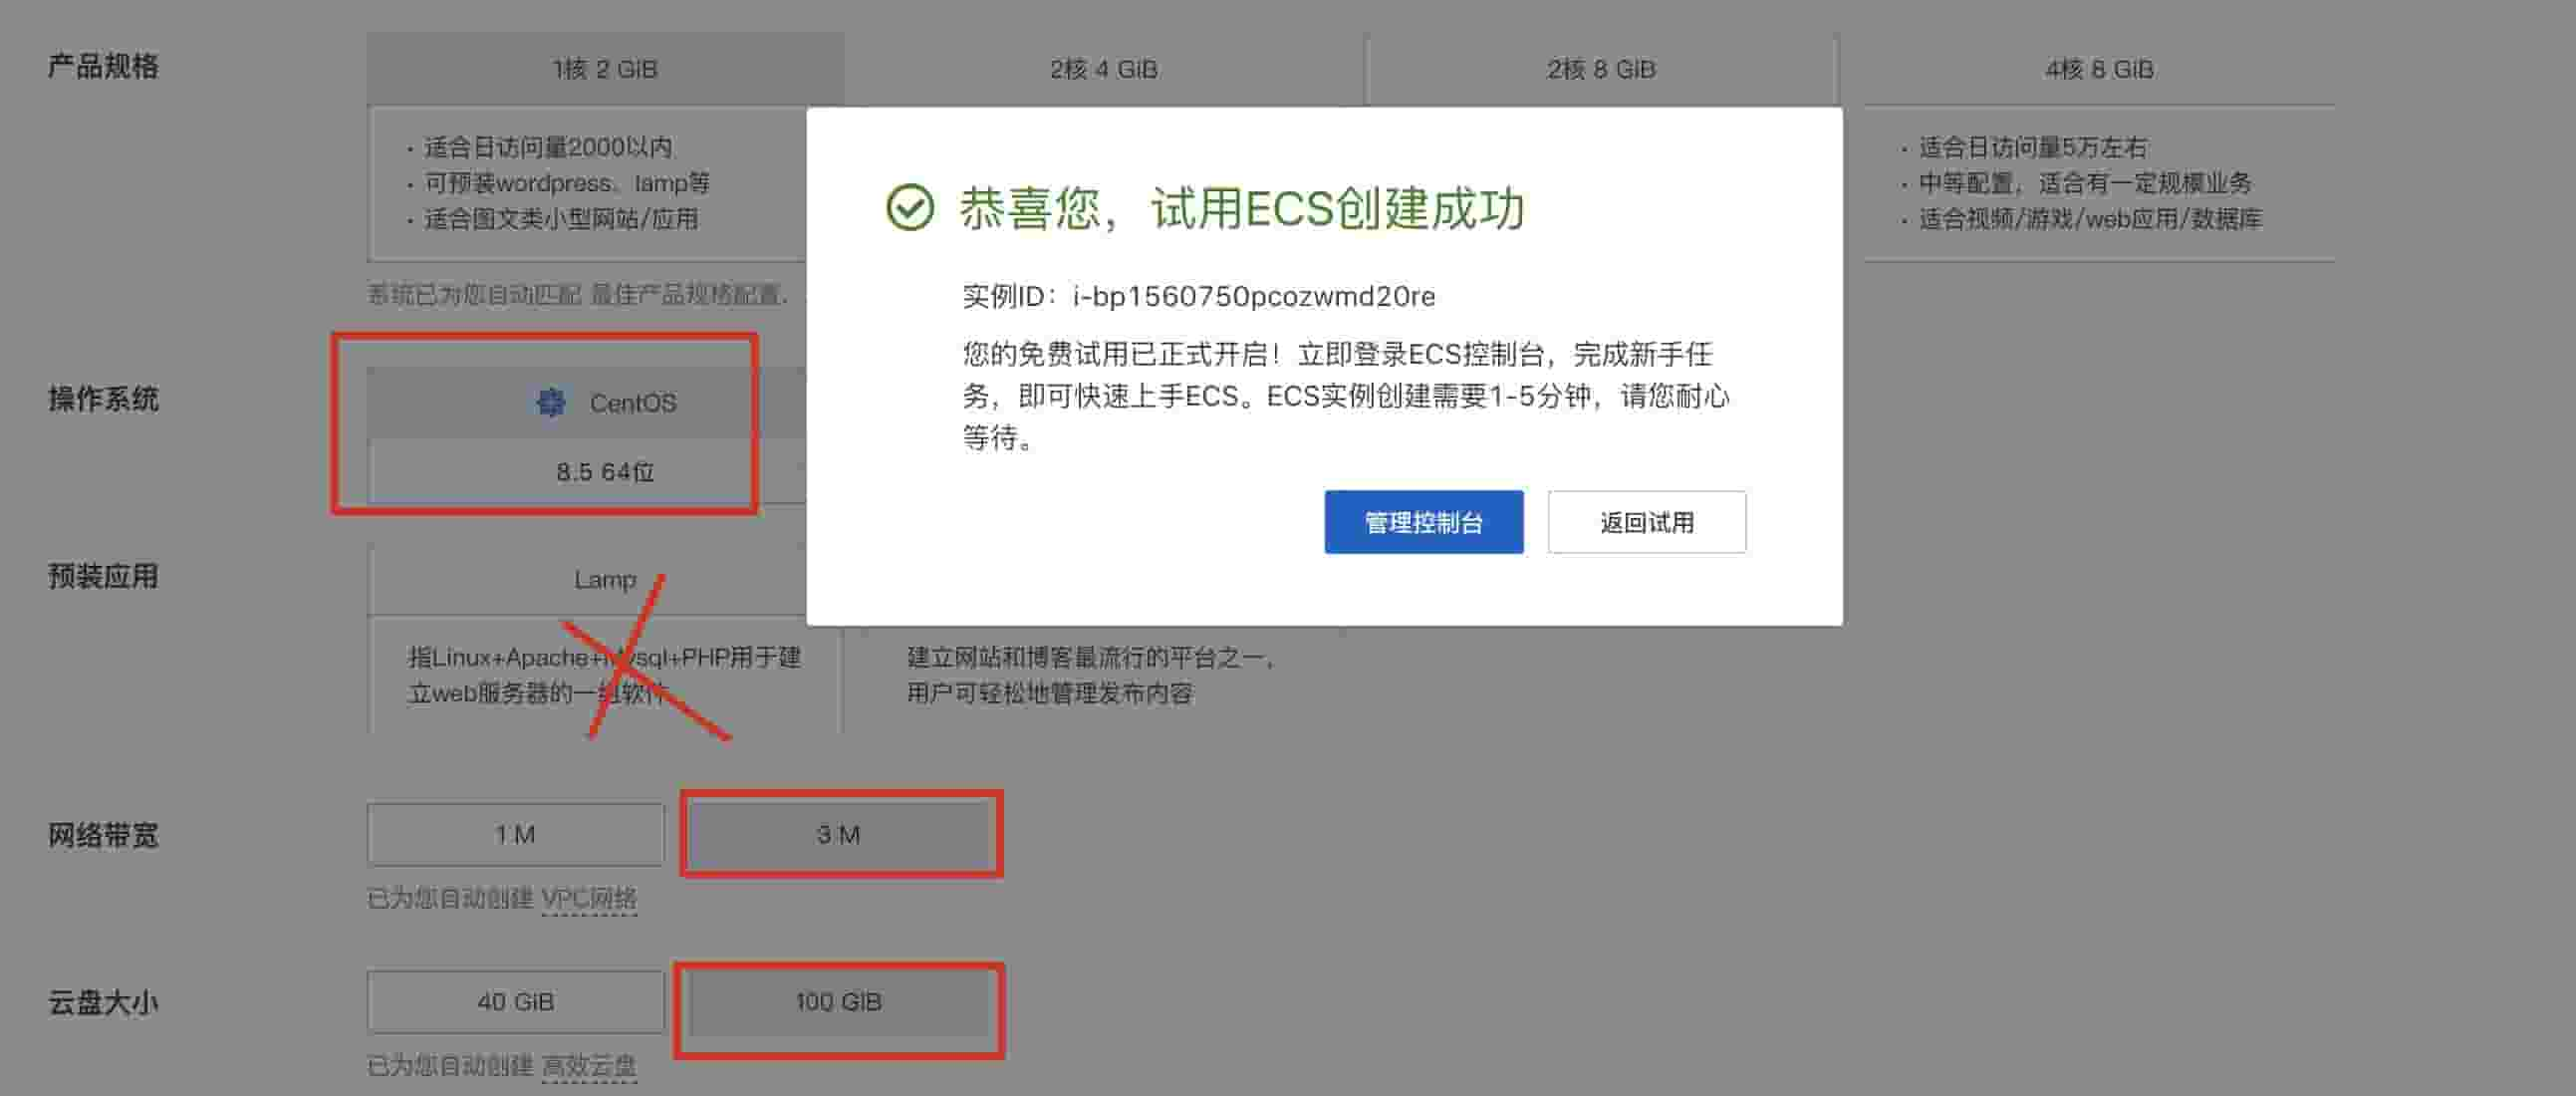 产品规格
1核 2 GiB
2核 4 GiB
2核 8 GiB
4核 8 GiB
· 适合日访问量2000以内
· 可预装wordpress、lamp等
· 适合图文类小型网站/应用
· 适合日访问量5万左右
· 中等配置，适合有一定规模业务
· 适合视频/游戏/web应用/数据库
系统已为您自动匹配 最佳产品规格配置.
恭喜您，试用ECS创建成功
实例ID：i-bp1560750pcozwmd20re
您的免费试用已正式开启！立即登录ECS控制台，完成新手任
务，即可快速上手ECS。ECS实例创建需要1-5分钟，请您耐心
等待。
管理控制台
返回试用
操作系统
CentOS
8.5 64位
预装应用
Lamp
指Linux+Apache+Mysql+PHP用于建
立web服务器的一组软件
建立网站和博客最流行的平台之一，
用户可轻松地管理发布内容
网络带宽
1 M
3 M
已为您自动创建 VPC网络
云盘大小
40 GiB
100 GiB
已为您自动创建 高效云盘